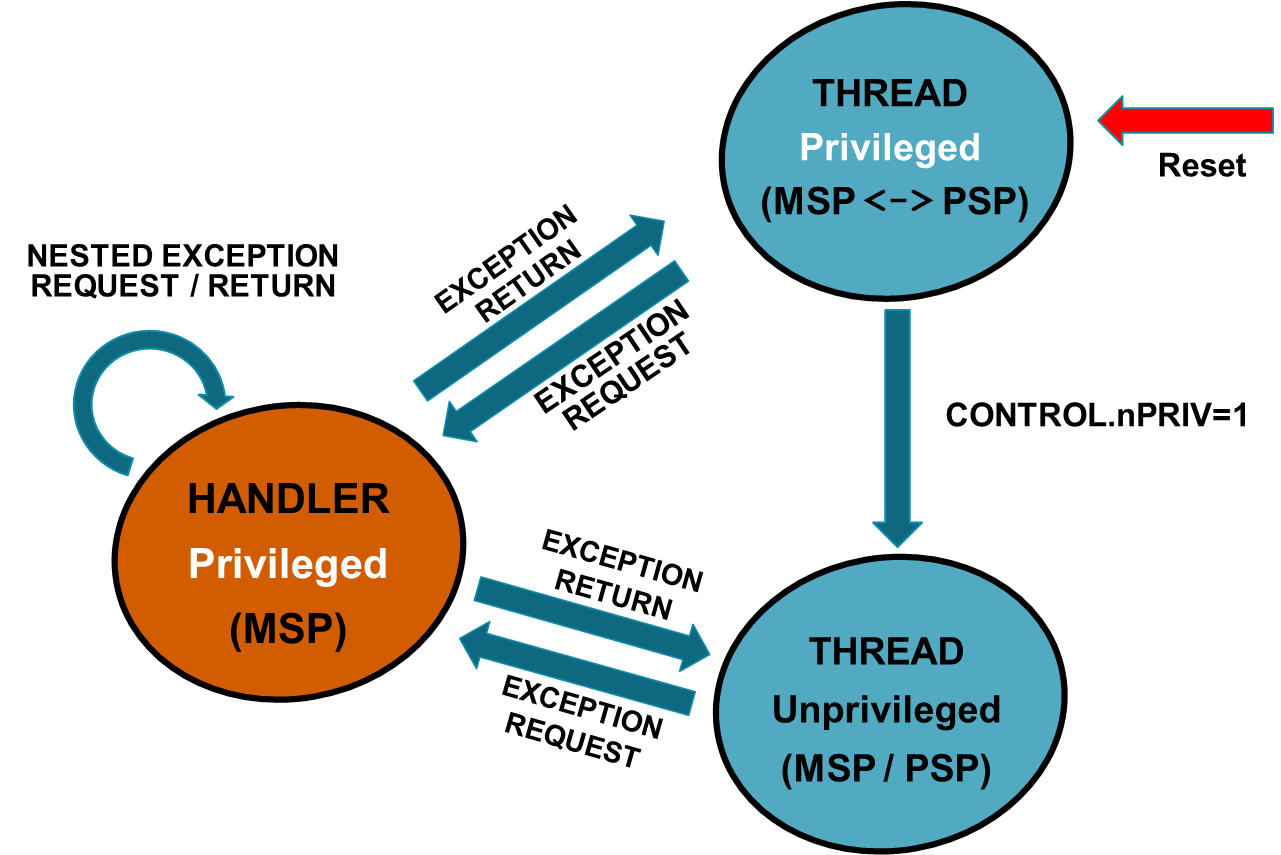 THREAD
Privileged
(MSP <-> PSP)
Reset
NESTED EXCEPTION
REQUEST / RETURN
EXCEPTION
RETURN
EXCEPTION
REQUEST
CONTROL.nPRIV=1
HANDLER
Privileged
(MSP)
EXCEPTION
RETURN
EXCEPTION
REQUEST
THREAD
Unprivileged
(MSP / PSP)